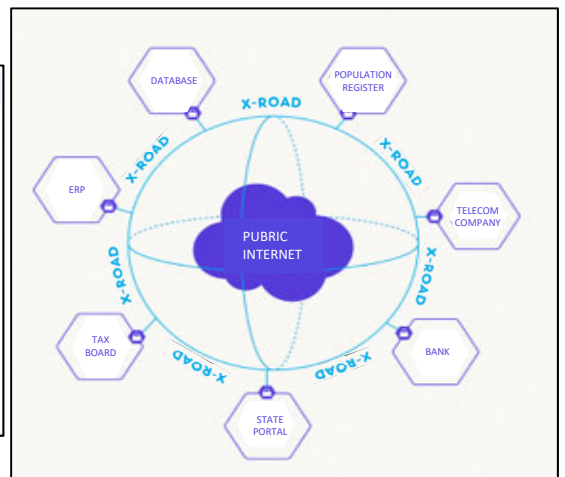 X-ROAD
DATABASE
POPULATION
REGISTER
X-ROAD
X-ROAD
ERP
TELECOM
COMPANY
PUBRIC
INTERNET
X-ROAD
X-ROAD
TAX
BOARD
BANK
X-ROAD
X-ROAD
STATE
PORTAL